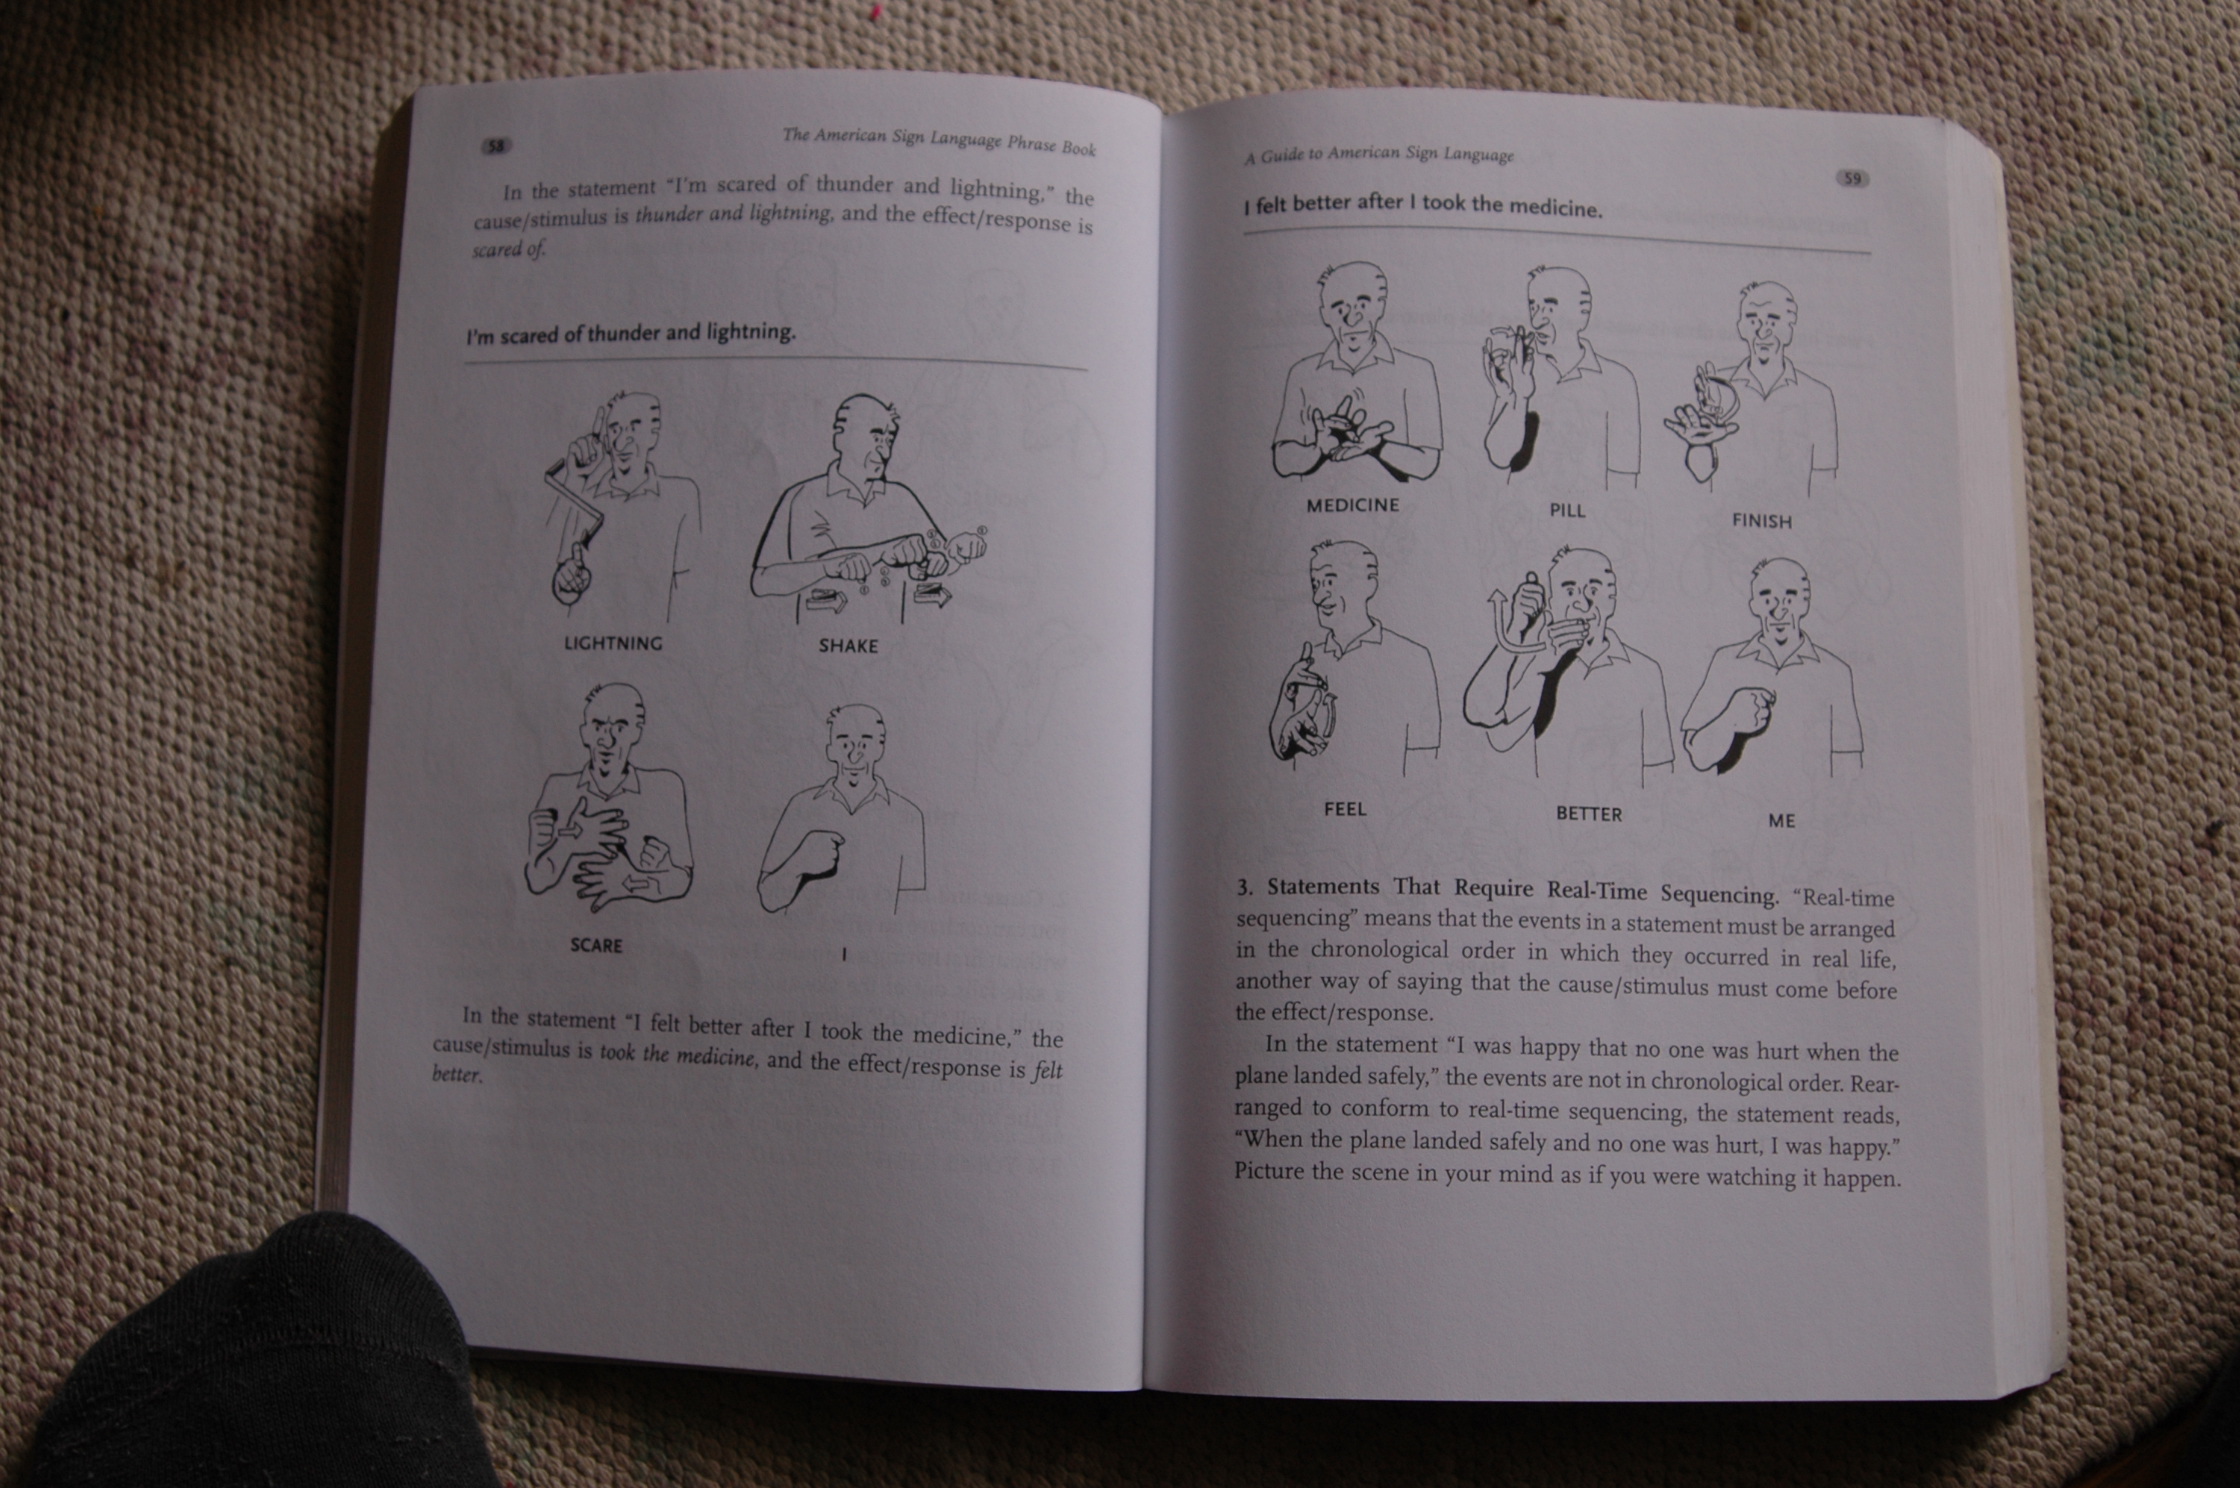 58
The American Sign Language Phrase Book
In the statement “I'm scared of thunder and lightning,” the
cause/stimulus is thunder and lightning, and the effect/response is
scared of.
I'm scared of thunder and lightning.
LIGHTNING
SHAKE
SCARE
I
In the statement “I felt better after I took the medicine,” the
cause/stimulus is took the medicine, and the effect/response is felt
better.
A Guide to American Sign Language
59
I felt better after I took the medicine.
MEDICINE
PILL
FINISH
FEEL
BETTER
ME
3. Statements That Require Real-Time Sequencing. “Real-time
sequencing” means that the events in a statement must be arranged
in the chronological order in which they occurred in real life,
another way of saying that the cause/stimulus must come before
the effect/response.
In the statement “I was happy that no one was hurt when the
plane landed safely,” the events are not in chronological order. Rear-
ranged to conform to real-time sequencing, the statement reads,
“When the plane landed safely and no one was hurt, I was happy.”
Picture the scene in your mind as if you were watching it happen.